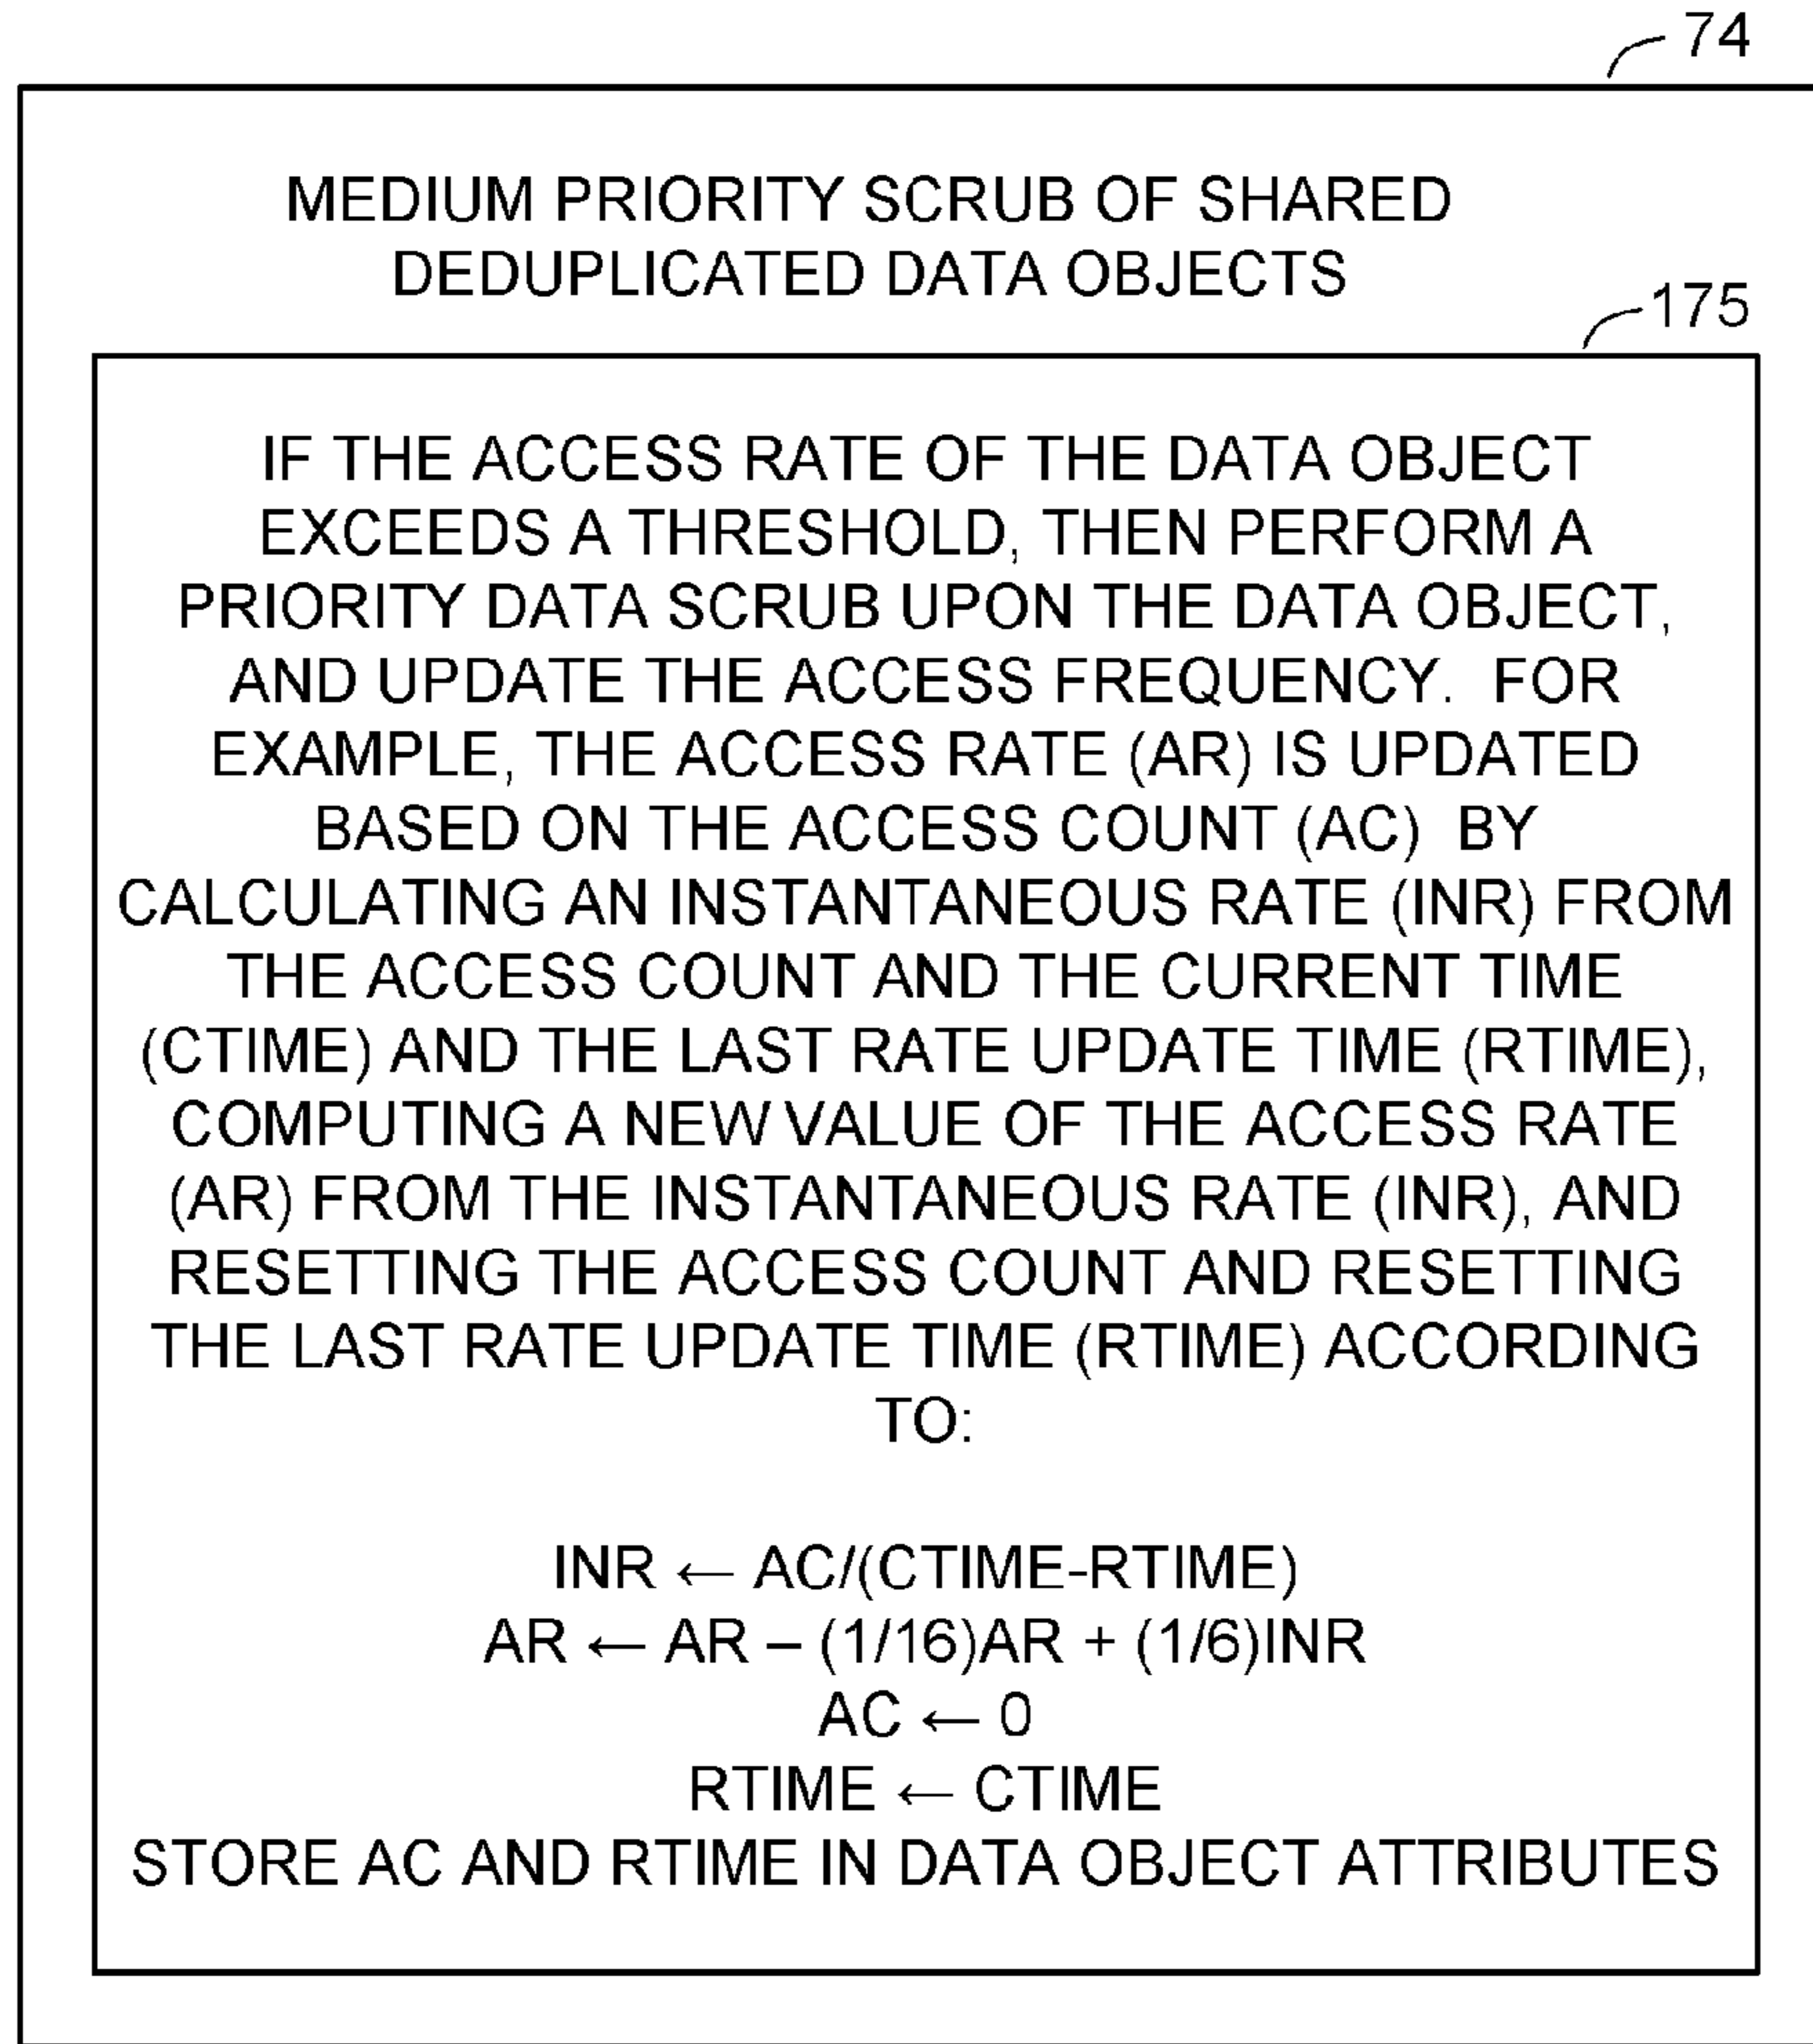 74
MEDIUM PRIORITY SCRUB OF SHARED
DEDUPLICATED DATA OBJECTS
175
IF THE ACCESS RATE OF THE DATA OBJECT
EXCEEDS A THRESHOLD, THEN PERFORM A
PRIORITY DATA SCRUB UPON THE DATA OBJECT,
AND UPDATE THE ACCESS FREQUENCY.  FOR
EXAMPLE, THE ACCESS RATE (AR) IS UPDATED
BASED ON THE ACCESS COUNT (AC)  BY
CALCULATING AN INSTANTANEOUS RATE (INR) FROM
THE ACCESS COUNT AND THE CURRENT TIME
(CTIME) AND THE LAST RATE UPDATE TIME (RTIME),
COMPUTING A NEW VALUE OF THE ACCESS RATE
(AR) FROM THE INSTANTANEOUS RATE (INR), AND
RESETTING THE ACCESS COUNT AND RESETTING
THE LAST RATE UPDATE TIME (RTIME) ACCORDING
TO:
INR ← AC/(CTIME-RTIME)
AR ← AR – (1/16)AR + (1/6)INR
AC ← 0
RTIME ← CTIME
STORE AC AND RTIME IN DATA OBJECT ATTRIBUTES